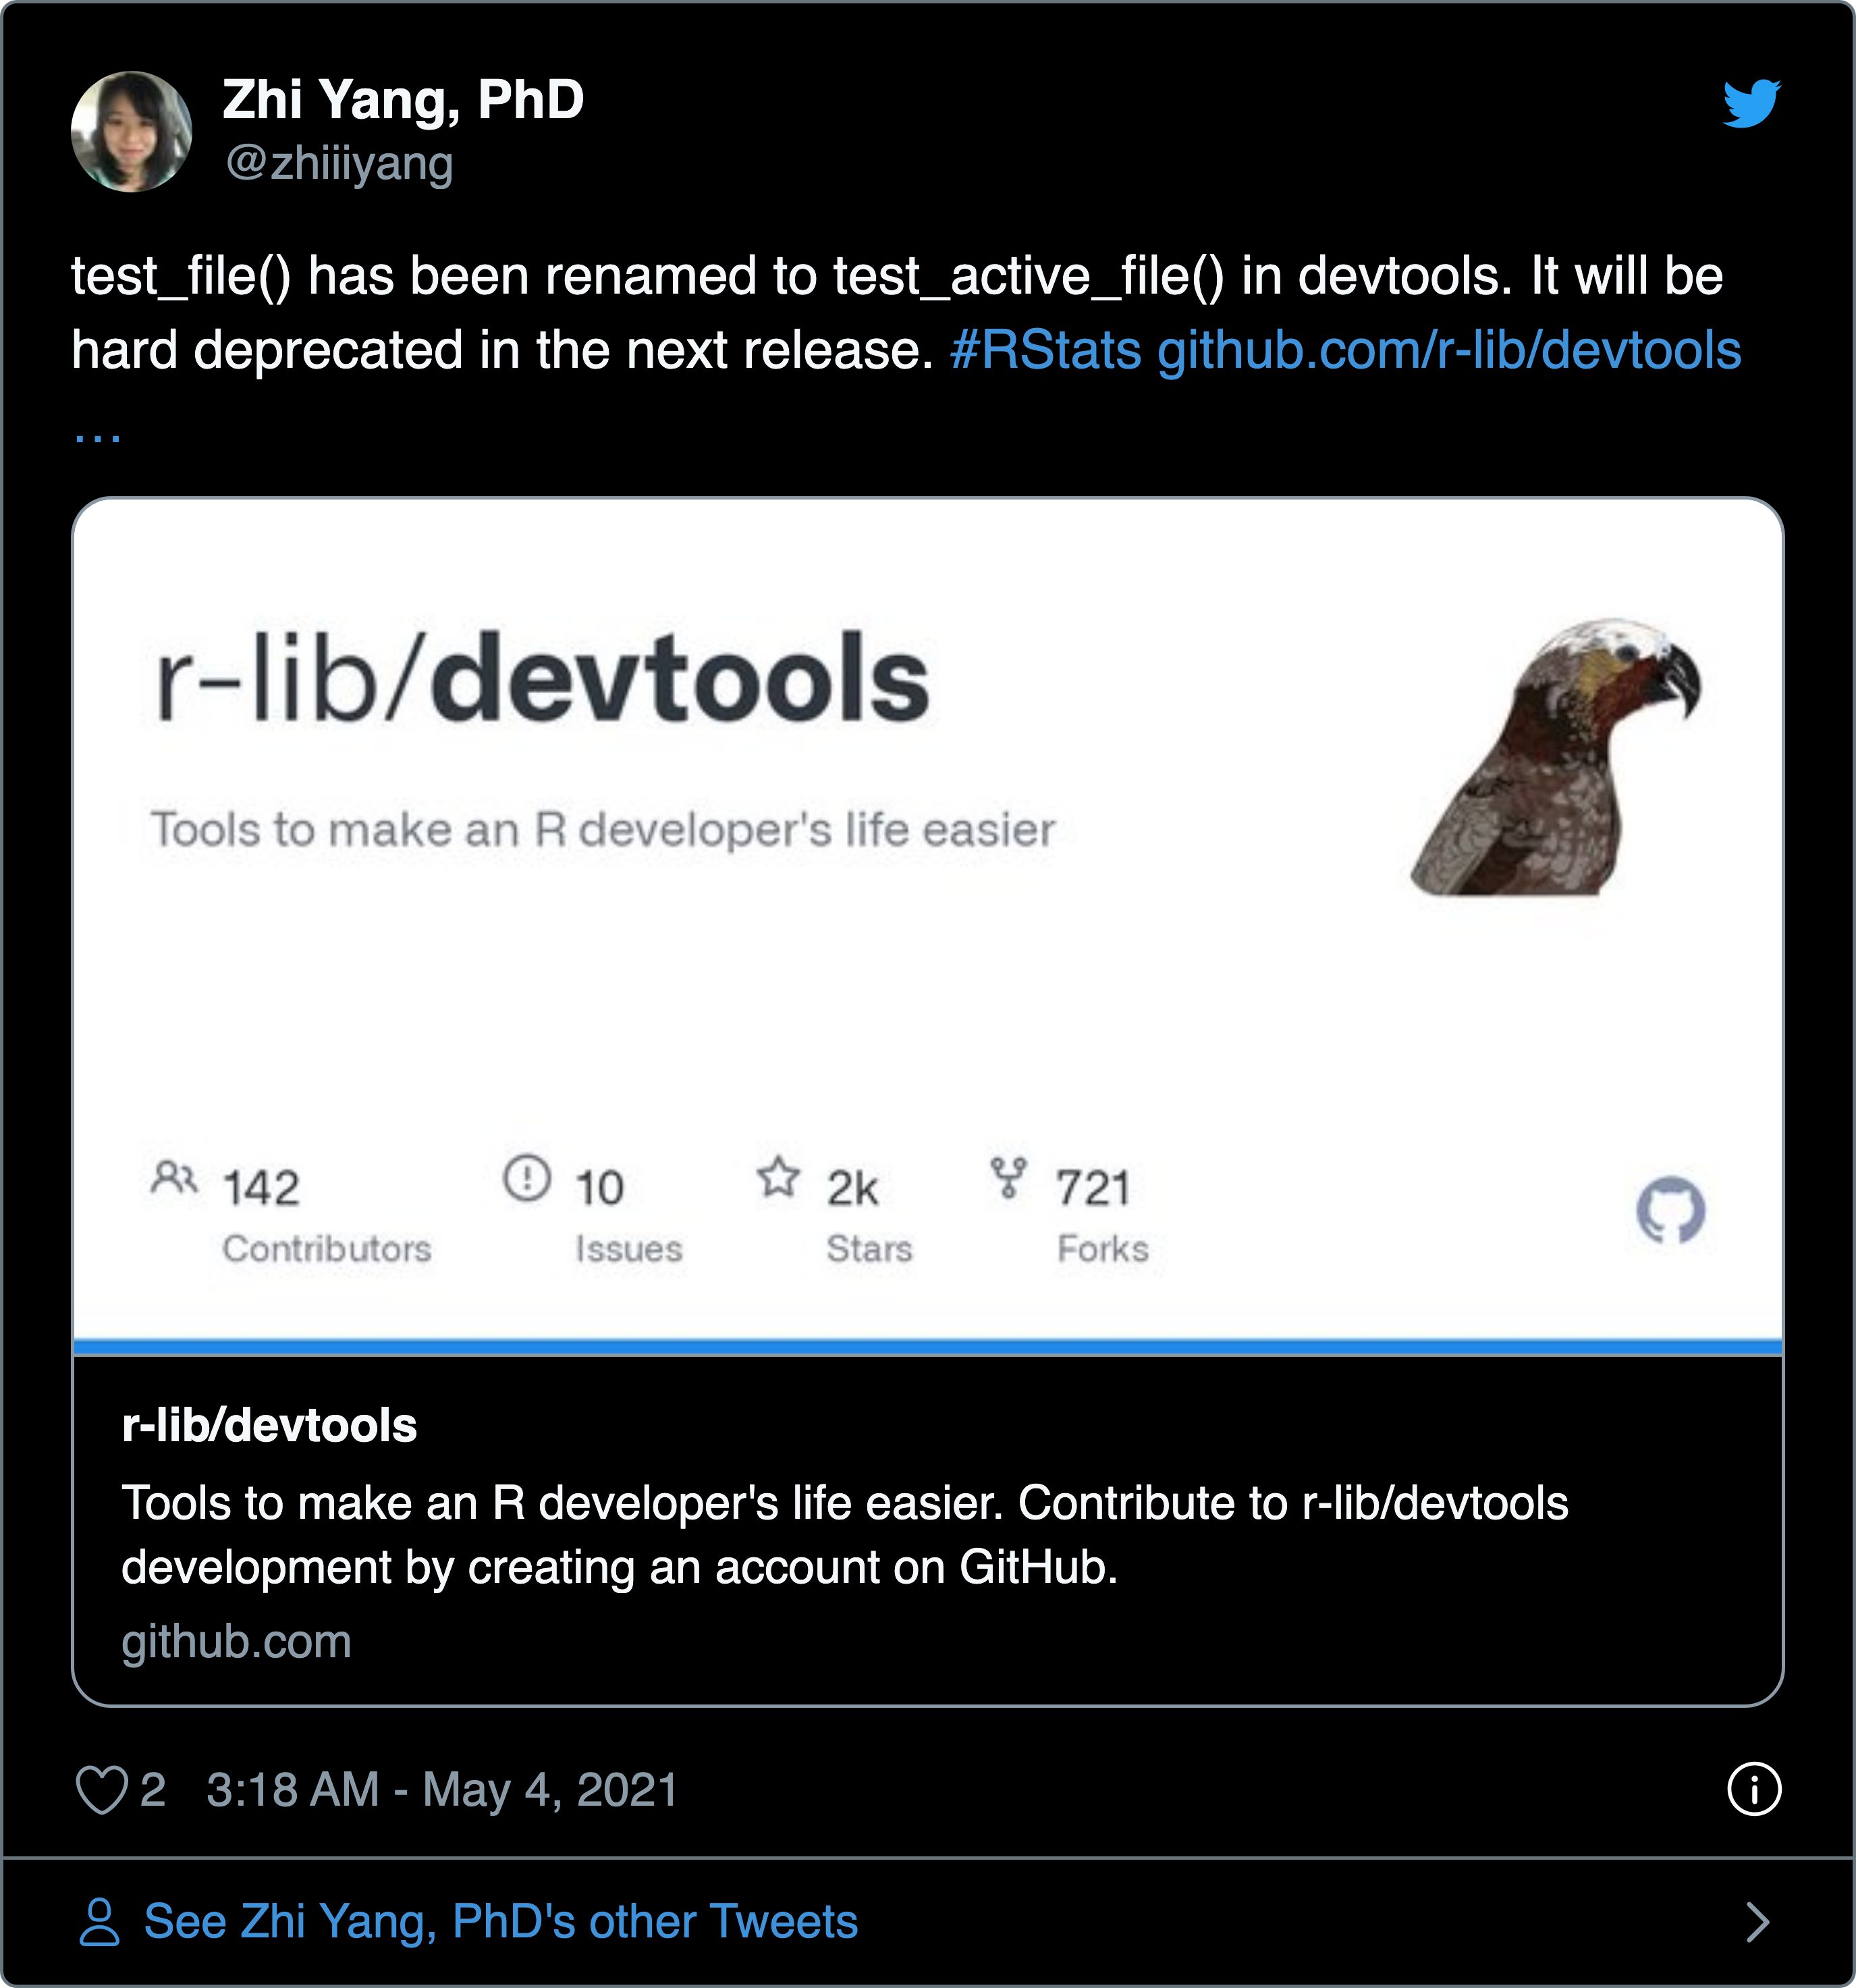 Zhi Yang, PhD
@zhiiiyang
test_file() has been renamed to test_active_file() in devtools. It will be
hard deprecated in the next release. #RStats github.com/r-lib/devtools
…
r-lib/devtools
Tools to make an R developer's life easier
142
Contributors
10
Issues
2k
Stars
721
Forks
r-lib/devtools
Tools to make an R developer's life easier. Contribute to r-lib/devtools
development by creating an account on GitHub.
github.com
2 3:18 AM - May 4, 2021
See Zhi Yang, PhD's other Tweets